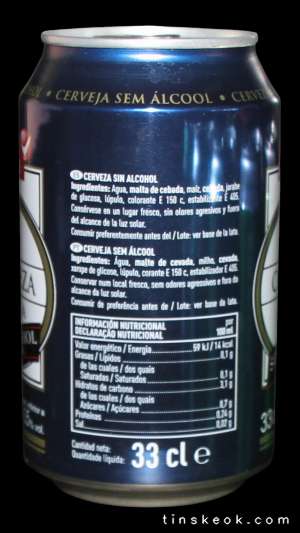 • CERVEJA SEM ÁLCOOL •
ES CERVEZA SIN ALCOHOL
Ingredientes: Agua, malta de cebada, maíz, cebada, jarabe
de glucosa, lúpulo, colorante E 150 c, estabilizante E 405.
Consérvese en un lugar fresco, sin olores agresivos y fuera
del alcance de la luz solar.
Consumir preferentemente antes del / Lote: ver base de la lata.
PT CERVEJA SEM ÁLCOOL
Ingredientes: Água, malte de cevada, milho, cevada,
xarope de glicose, lúpulo, corante E 150 c, estabilizador E 405.
Conservar num local fresco, sem odores agressivos e fora do
alcance da luz solar.
Consumir de preferência antes de / Lote: ver base da lata.
INFORMACIÓN NUTRICIONAL
DECLARAÇÃO NUTRICIONAL
por
100ml
Valor energético / Energia 59 kJ / 14 kcal
Grasas / Lípidos 0,1 g
de las cuales / dos quais
Saturadas / Saturados 0,1 g
Hidratos de carbono 3,1 g
de los cuales / dos quais
Azúcares / Açúcares 0,7 g
Proteínas 0,24 g
Sal 0,02 g
Cantidad neta:
Quantidade líquida:
33 cl e
tinskeok.com